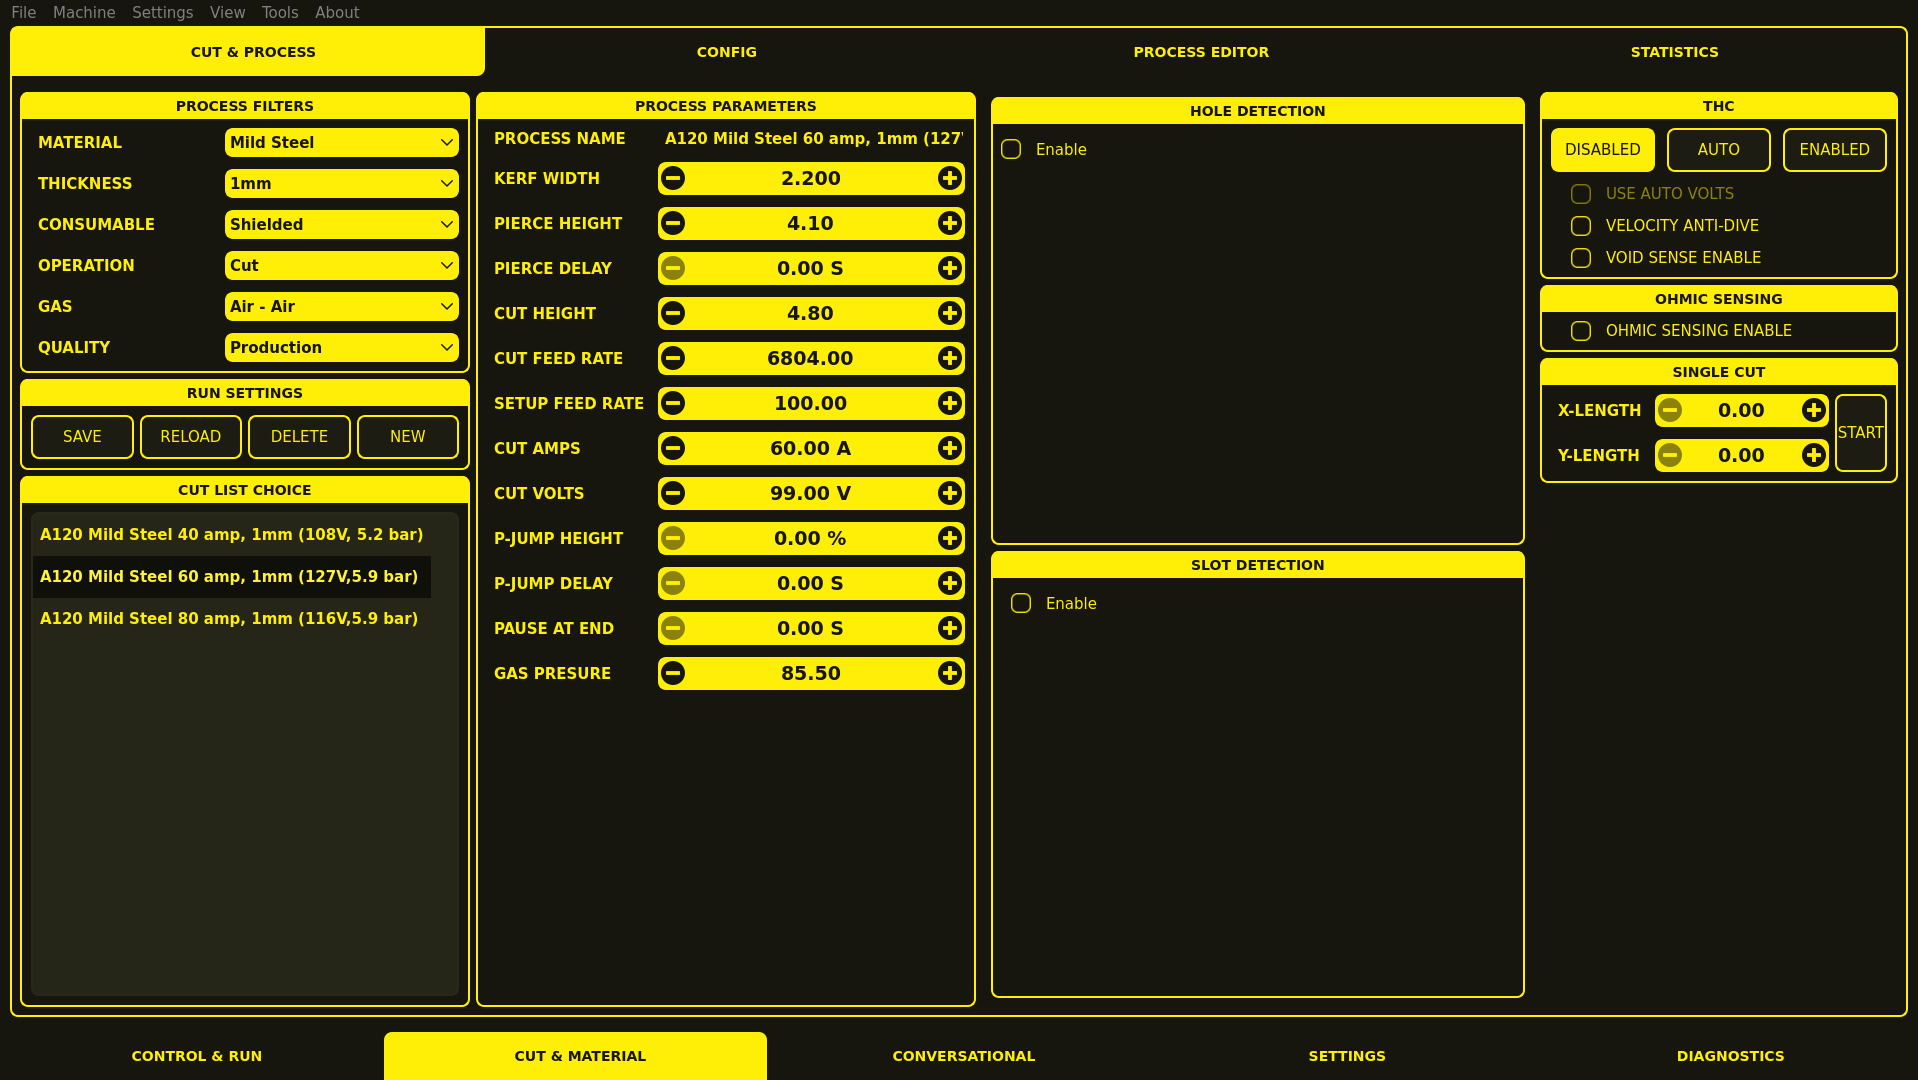 File Machine Settings View Tools About
CUT & PROCESS CONFIG PROCESS EDITOR STATISTICS
PROCESS FILTERS
MATERIAL Mild Steel
THICKNESS 1mm
CONSUMABLE Shielded
OPERATION Cut
GAS Air - Air
QUALITY Production
RUN SETTINGS
SAVE RELOAD DELETE NEW
CUT LIST CHOICE
A120 Mild Steel 40 amp, 1mm (108V, 5.2 bar)
A120 Mild Steel 60 amp, 1mm (127V,5.9 bar)
A120 Mild Steel 80 amp, 1mm (116V,5.9 bar)
PROCESS PARAMETERS
PROCESS NAME A120 Mild Steel 60 amp, 1mm (127
KERF WIDTH 2.200
PIERCE HEIGHT 4.10
PIERCE DELAY 0.00 S
CUT HEIGHT 4.80
CUT FEED RATE 6804.00
SETUP FEED RATE 100.00
CUT AMPS 60.00 A
CUT VOLTS 99.00 V
P-JUMP HEIGHT 0.00 %
P-JUMP DELAY 0.00 S
PAUSE AT END 0.00 S
GAS PRESURE 85.50
HOLE DETECTION
Enable
SLOT DETECTION
Enable
THC
DISABLED AUTO ENABLED
USE AUTO VOLTS
VELOCITY ANTI-DIVE
VOID SENSE ENABLE
OHMIC SENSING
OHMIC SENSING ENABLE
SINGLE CUT
X-LENGTH 0.00
Y-LENGTH 0.00
START
CONTROL & RUN CUT & MATERIAL CONVERSATIONAL SETTINGS DIAGNOSTICS